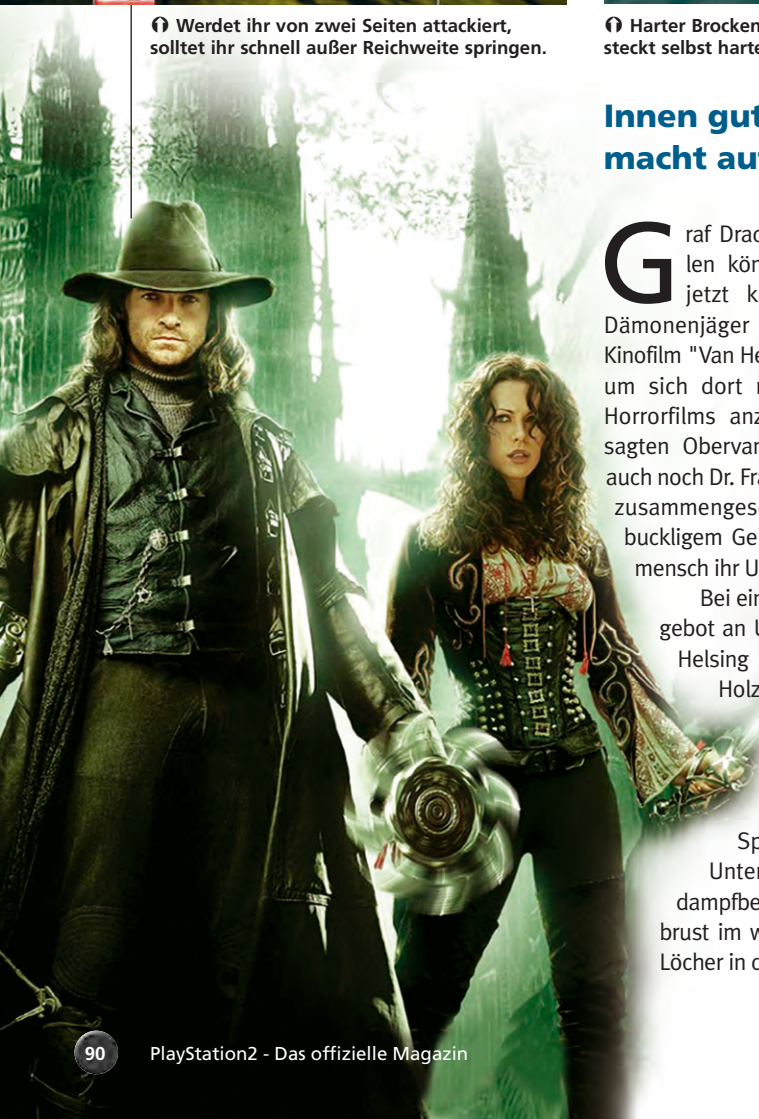 Werdet ihr von zwei Seiten attackiert,
solltet ihr schnell außer Reichweite springen.
Harter Brocken
steckt selbst harte
Innen gut
macht au
Graf Drac
len kön
jetzt k
Dämonenjäger
Kinofilm "Van He
um sich dort
Horrorfilms anz
sagten Obervar
auch noch Dr. Fra
zusammengesc
buckligem Ge
mensch ihr U
Bei ein
gebot an U
Helsing
Holz
Sp
Unter
dampfbe
brust im w
Löcher in d
90 PlayStation2 - Das offizielle Magazin